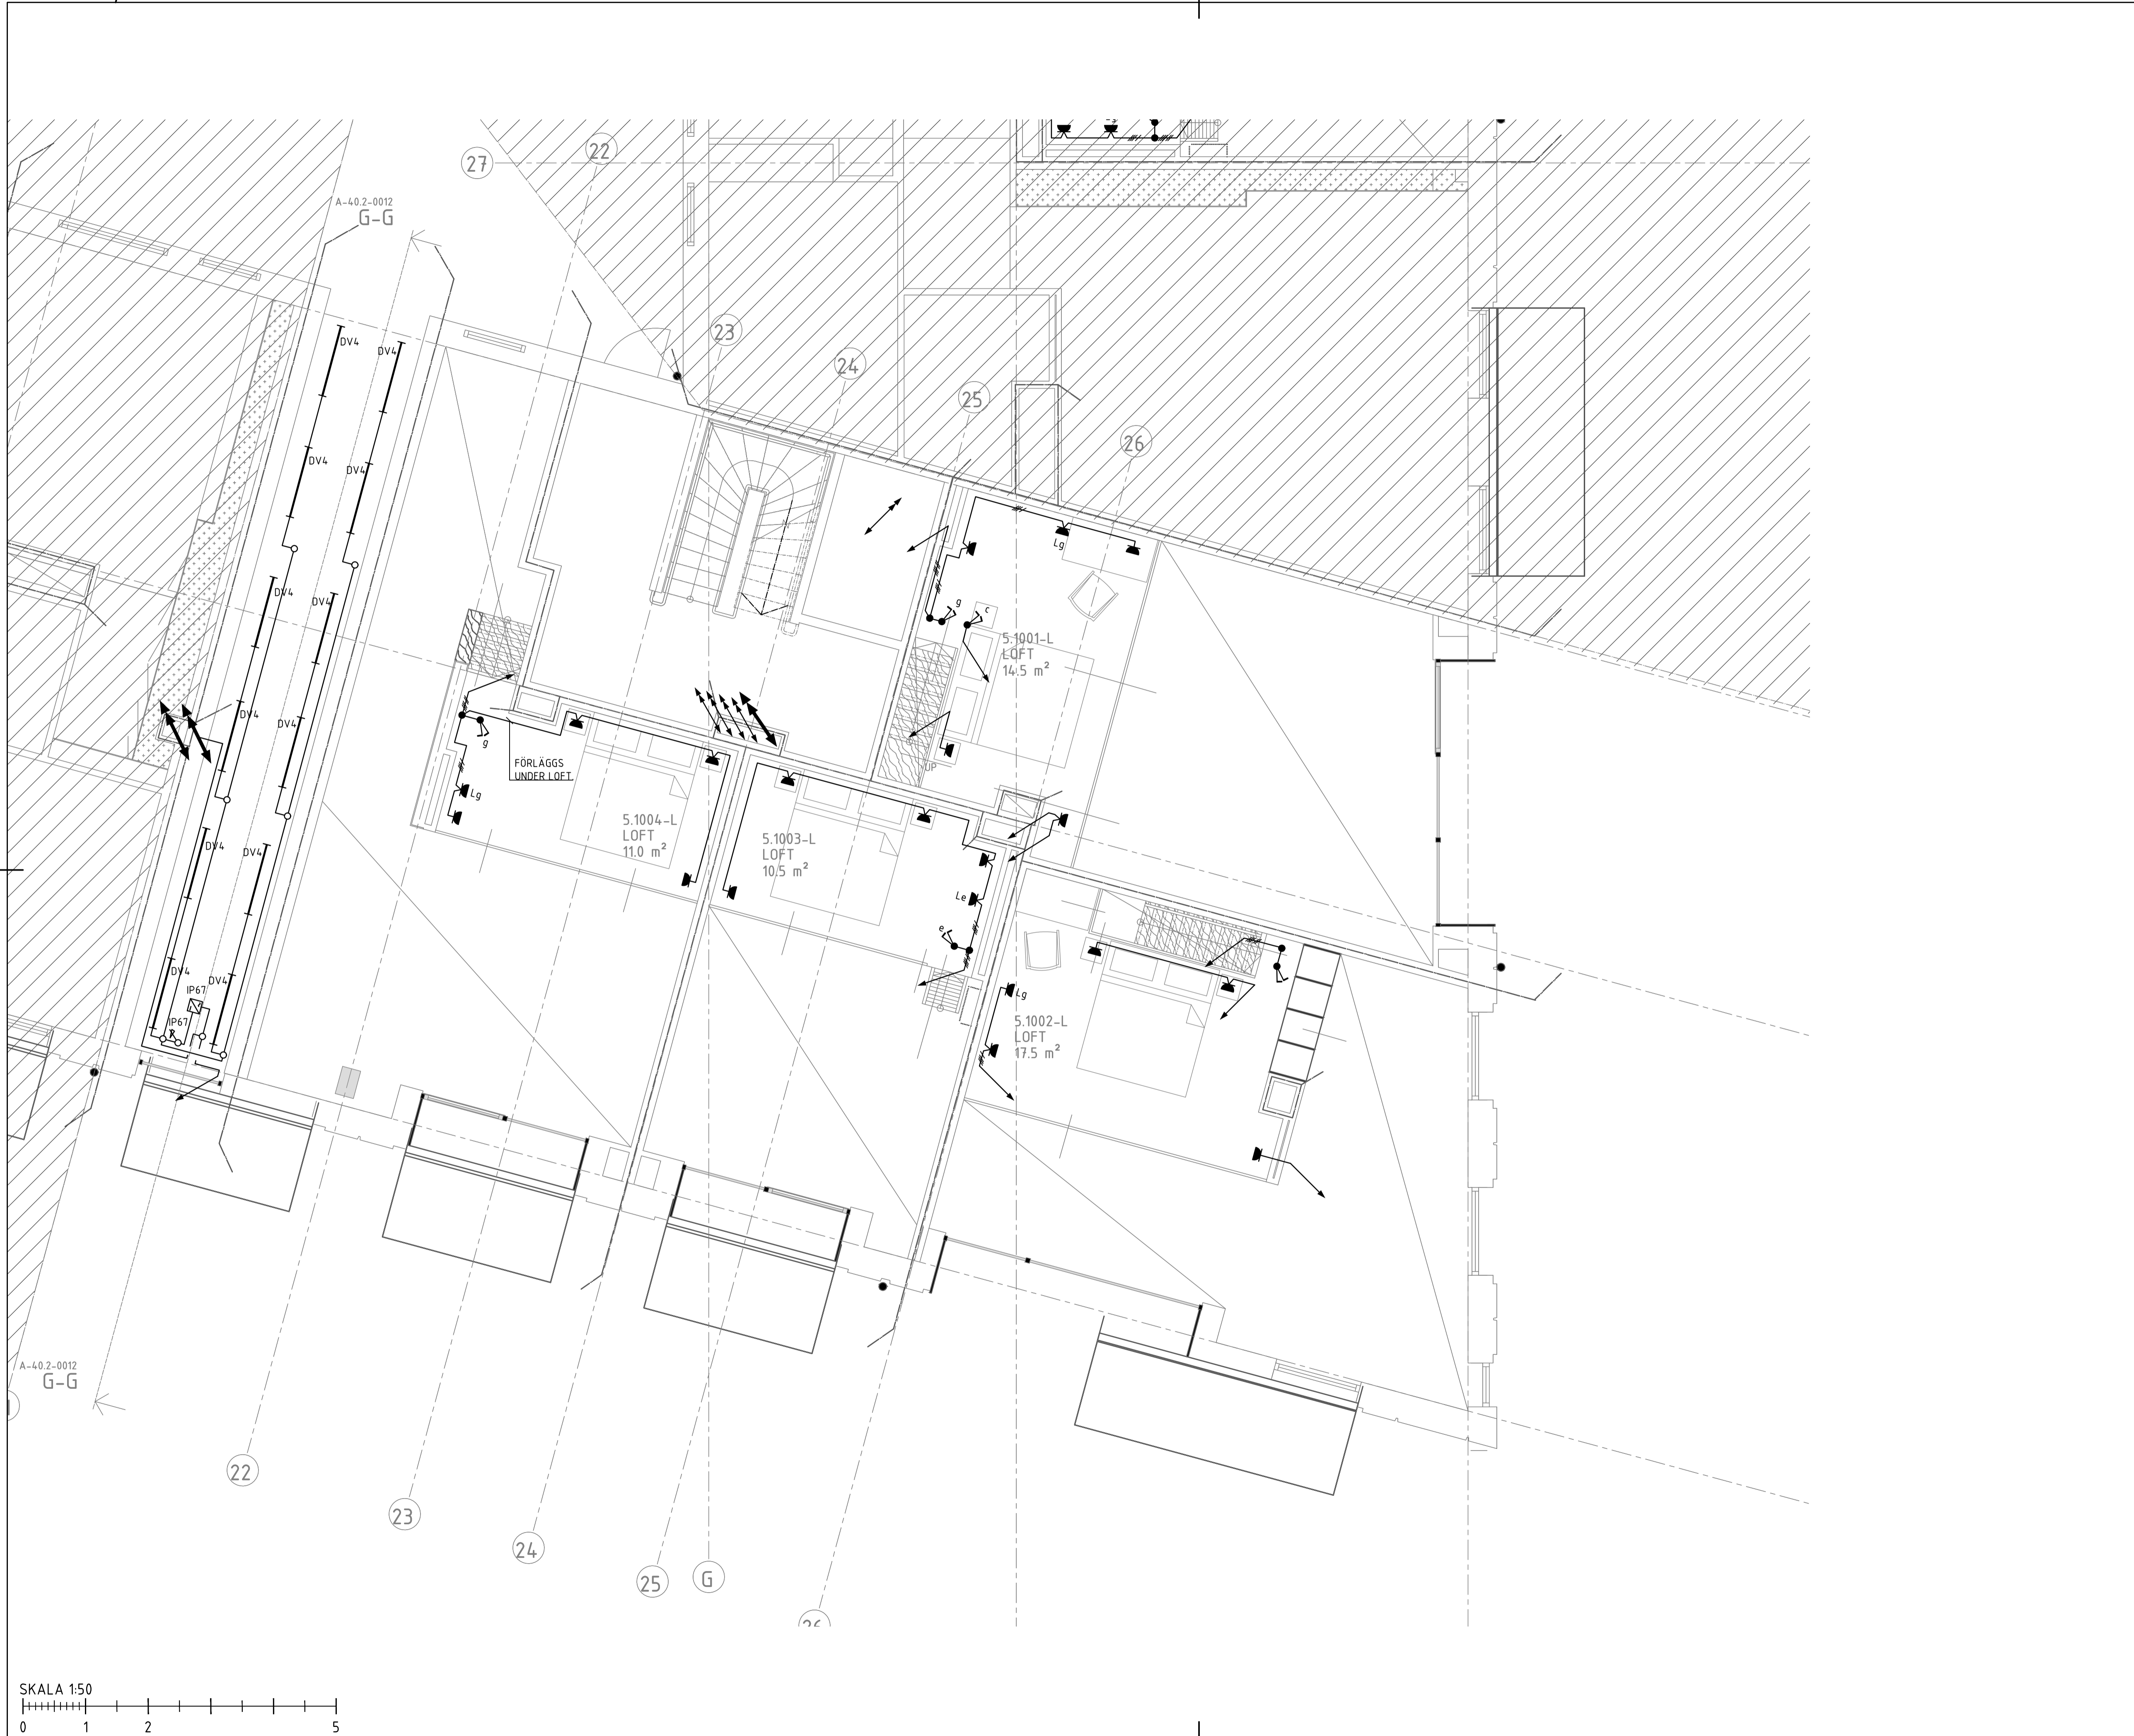 27
22
A-40.2-0012
G-G
23
24
25
26
DV4
DV4
DV4
DV4
DV4
DV4
DV4
DV4
DV4
DV4
DV4
DV4
IP67
IP67
Lg
g
c
5.1001-L
LOFT
14.5 m²
UP
g
FÖRLÄGGS
UNDER LOFT
Lg
5.1004-L
LOFT
11.0 m²
5.1003-L
LOFT
10.5 m²
Le
e
Lg
5.1002-L
LOFT
17.5 m²
A-40.2-0012
G-G
22
23
24
25
G
26
SKALA 1:50
0 1 2 5